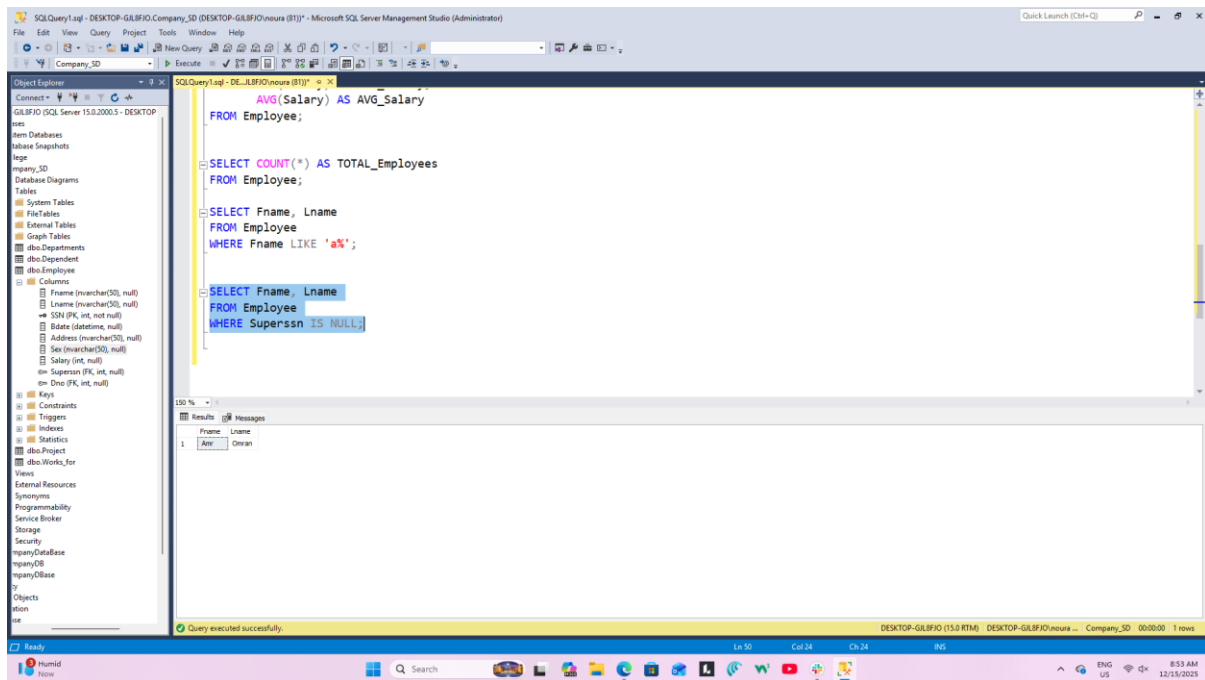 SQLQuery1.sql - DESKTOP-GJL8FJO.Company_SD (DESKTOP-GJL8FJO\noura (81))* - Microsoft SQL Server Management Studio (Administrator)
Quick Launch (Ctrl+Q)
File Edit View Query Project Tools Window Help
New Query
Company_SD
Execute
Object Explorer
SQLQuery1.sql - DE...JL8FJO\noura (81))*
Connect
-GJL8FJO (SQL Server 15.0.2000.5 - DESKTOP
ases
stem Databases
tabase Snapshots
llege
mpany_SD
Database Diagrams
Tables
System Tables
FileTables
External Tables
Graph Tables
dbo.Departments
dbo.Dependent
dbo.Employee
Columns
Fname (nvarchar(50), null)
Lname (nvarchar(50), null)
SSN (PK, int, not null)
Bdate (datetime, null)
Address (nvarchar(50), null)
Sex (nvarchar(50), null)
Salary (int, null)
Superssn (FK, int, null)
Dno (FK, int, null)
Keys
Constraints
Triggers
Indexes
Statistics
dbo.Project
dbo.Works_for
Views
External Resources
Synonyms
Programmability
Service Broker
Storage
Security
mpanyDataBase
mpanyDB
mpanyDBase
Objects
ation
AVG(Salary) AS AVG_Salary
FROM Employee;
SELECT COUNT(*) AS TOTAL_Employees
FROM Employee;
SELECT Fname, Lname
FROM Employee
WHERE Fname LIKE 'a%';
SELECT Fname, Lname
FROM Employee
WHERE Superssn IS NULL;
150 %
Results Messages
Fname Lname
1 Amr Omran
Query executed successfully.
DESKTOP-GJL8FJO (15.0 RTM) DESKTOP-GJL8FJO\noura ... Company_SD 00:00:00 1 rows
Ready
Ln 50 Col 24 Ch 24 INS
3 Humid
Now
Search
ENG
US
8:53 AM
12/15/2025